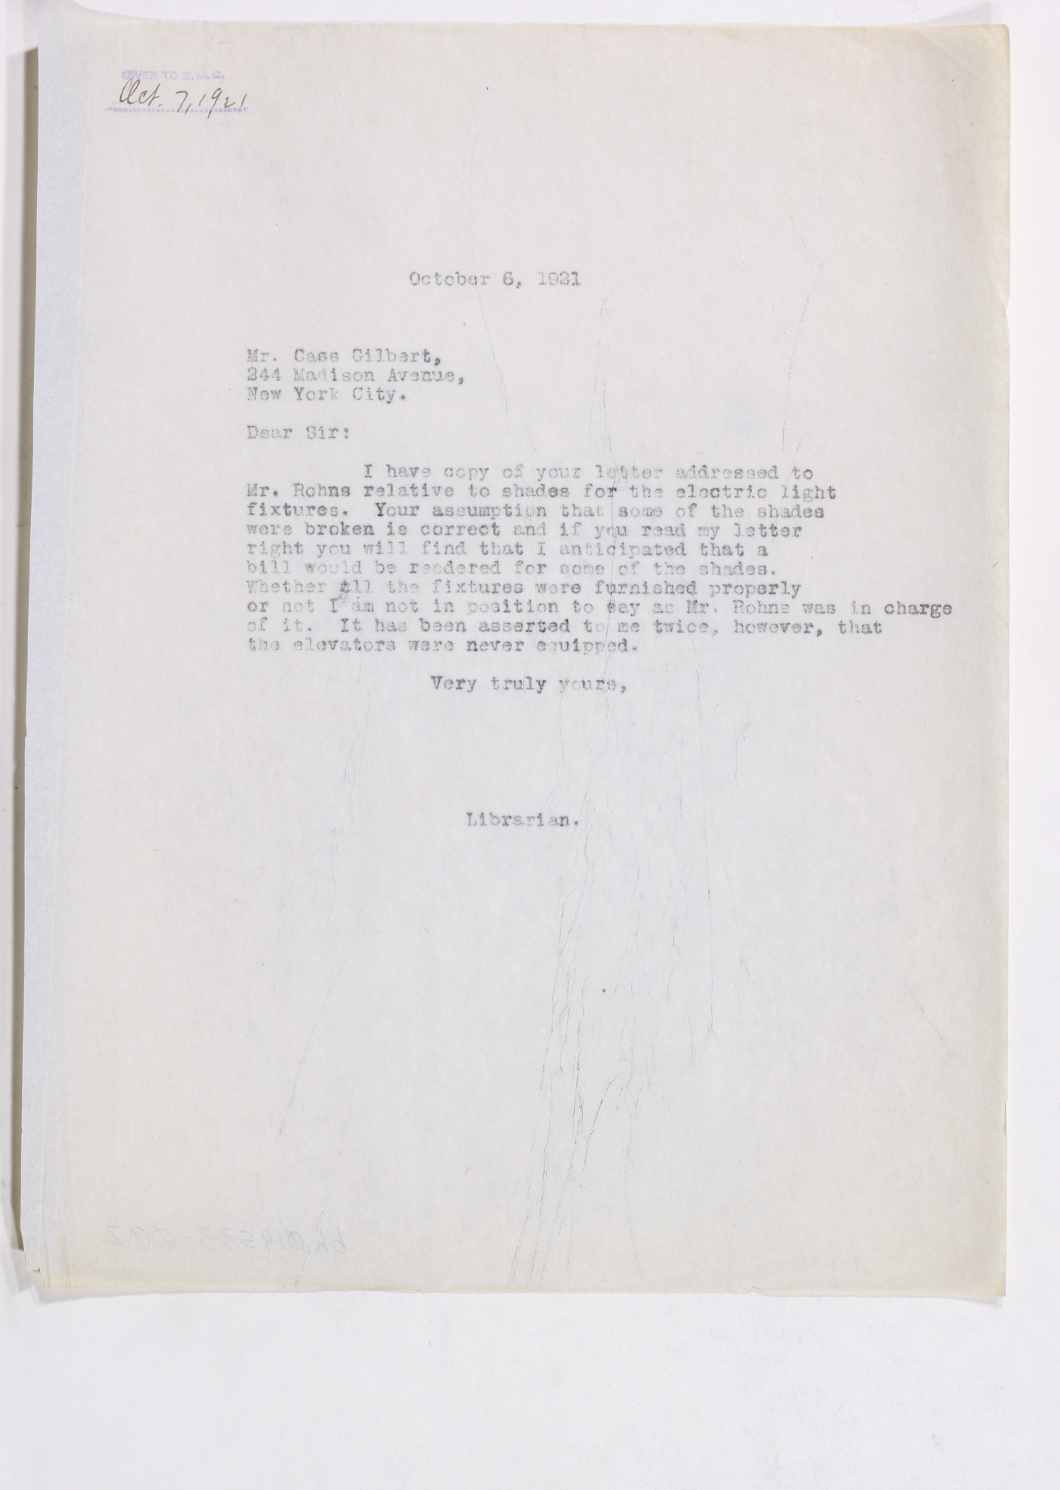 GIVEN TO B.L.C.
Oct. 7, 1921
October 6, 1921
Mr. Cass Gilbert,
244 Madison Avenue,
New York City.
Dear Sir:
I have copy of your letter addressed to
Mr. Rohns relative to shades for the electric light
fixtures. Your assumption that some of the shades
were broken is correct and if you read my letter
right you will find that I anticipated that a
bill would be rendered for some of the shades.
Whether all the fixtures were furnished properly
or not I am not in position to say as Mr. Rohns was in charge
of it. It has been asserted to me twice, however, that
the elevators were never equipped.
Very truly yours,
Librarian.